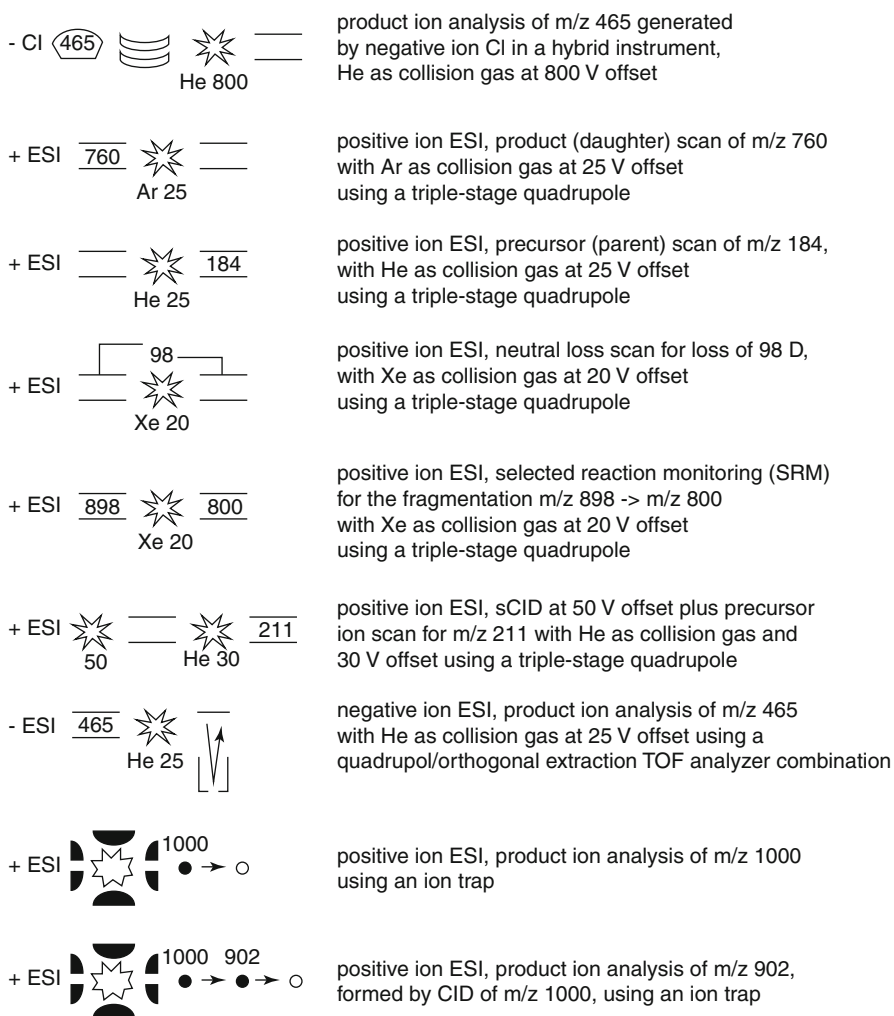 - CI 465
He 800
product ion analysis of m/z 465 generated
by negative ion CI in a hybrid instrument,
He as collision gas at 800 V offset
+ ESI 760
Ar 25
positive ion ESI, product (daughter) scan of m/z 760
with Ar as collision gas at 25 V offset
using a triple-stage quadrupole
+ ESI 184
He 25
positive ion ESI, precursor (parent) scan of m/z 184,
with He as collision gas at 25 V offset
using a triple-stage quadrupole
98
+ ESI
Xe 20
positive ion ESI, neutral loss scan for loss of 98 D,
with Xe as collision gas at 20 V offset
using a triple-stage quadrupole
+ ESI 898 800
Xe 20
positive ion ESI, selected reaction monitoring (SRM)
for the fragmentation m/z 898 -> m/z 800
with Xe as collision gas at 20 V offset
using a triple-stage quadrupole
+ ESI 211
50 He 30
positive ion ESI, sCID at 50 V offset plus precursor
ion scan for m/z 211 with He as collision gas and
30 V offset using a triple-stage quadrupole
- ESI 465
He 25
negative ion ESI, product ion analysis of m/z 465
with He as collision gas at 25 V offset using a
quadrupol/orthogonal extraction TOF analyzer combination
1000
+ ESI
positive ion ESI, product ion analysis of m/z 1000
using an ion trap
1000 902
+ ESI
positive ion ESI, product ion analysis of m/z 902,
formed by CID of m/z 1000, using an ion trap